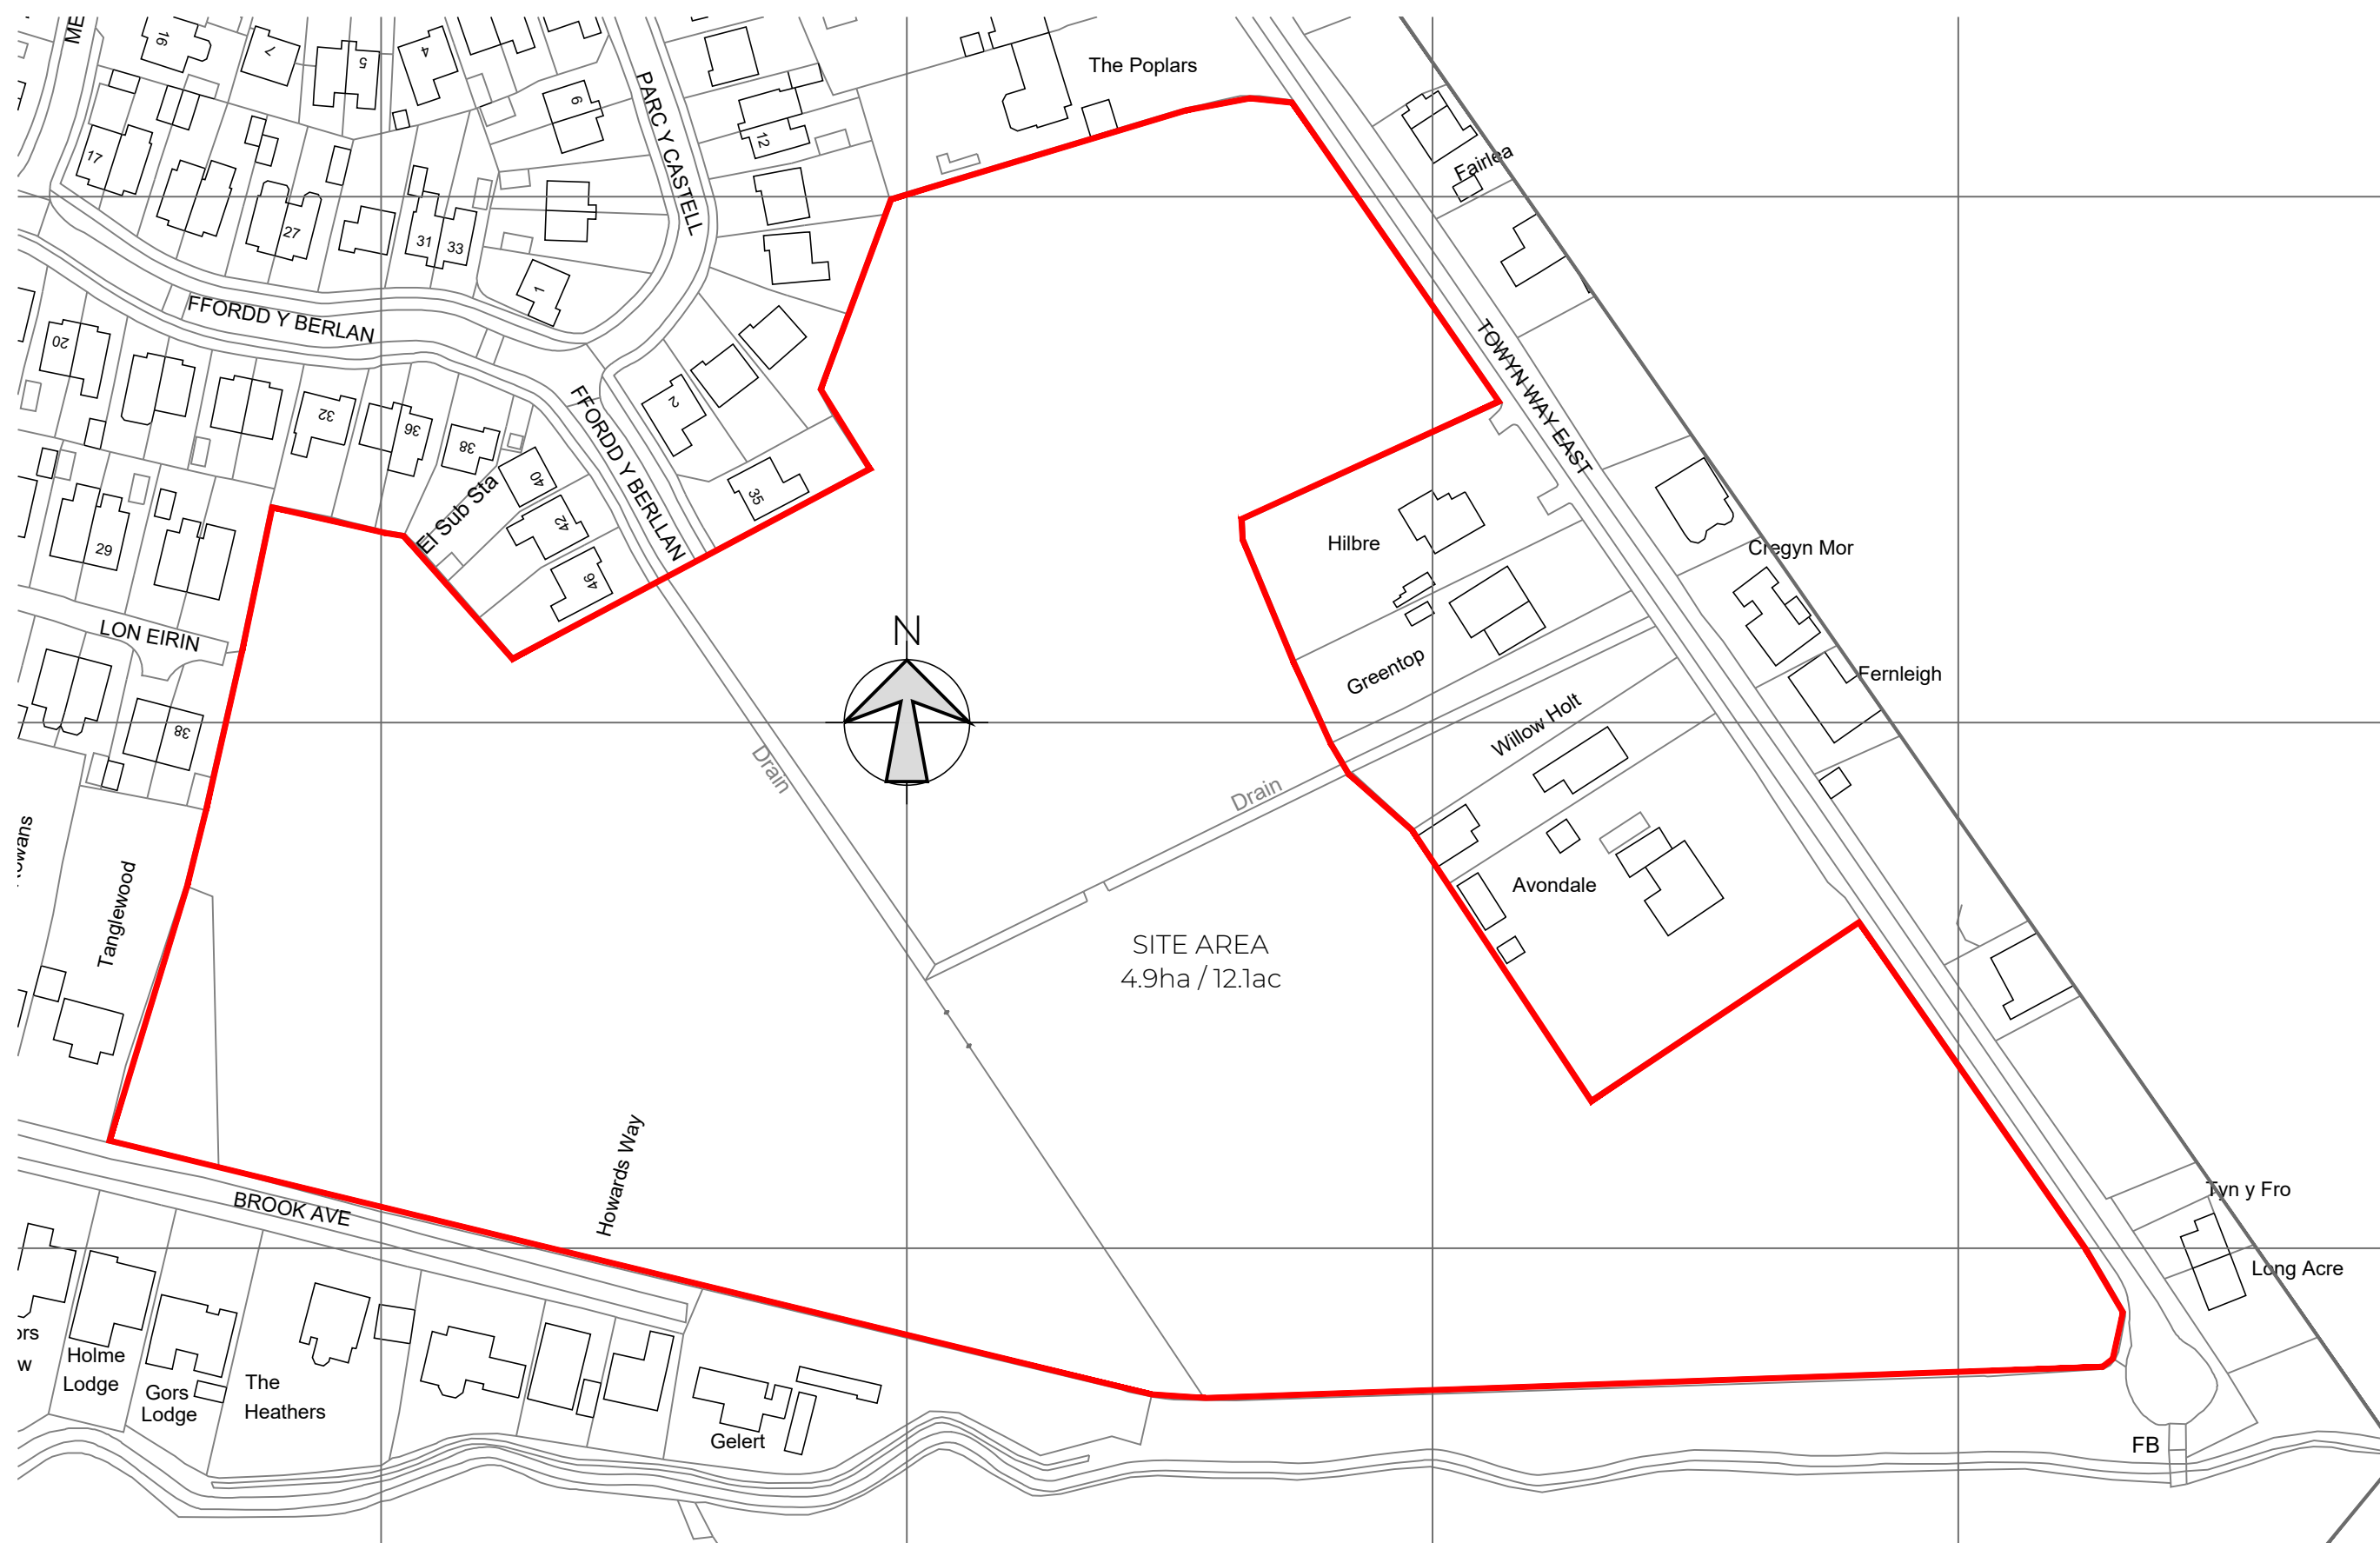 ME
16
7
5
4
The Poplars
6
PARC Y CASTELL
12
Fairlea
17
27
31
33
1
FFORDD Y BERLAN
20
32
36
38
2
TOWYN WAY EAST
FFORDD Y BERLLAN
40
El Sub Sta
42
35
46
29
Hilbre
Cregyn Mor
LON EIRIN
N
Greentop
Fernleigh
38
Willow Holt
Drain
Drain
Tanglewood
Avondale
SITE AREA
4.9ha / 12.1ac
Howards Way
BROOK AVE
Tyn y Fro
Long Acre
ors
w
Holme
Lodge
Gors
Lodge
The
Heathers
Gelert
FB